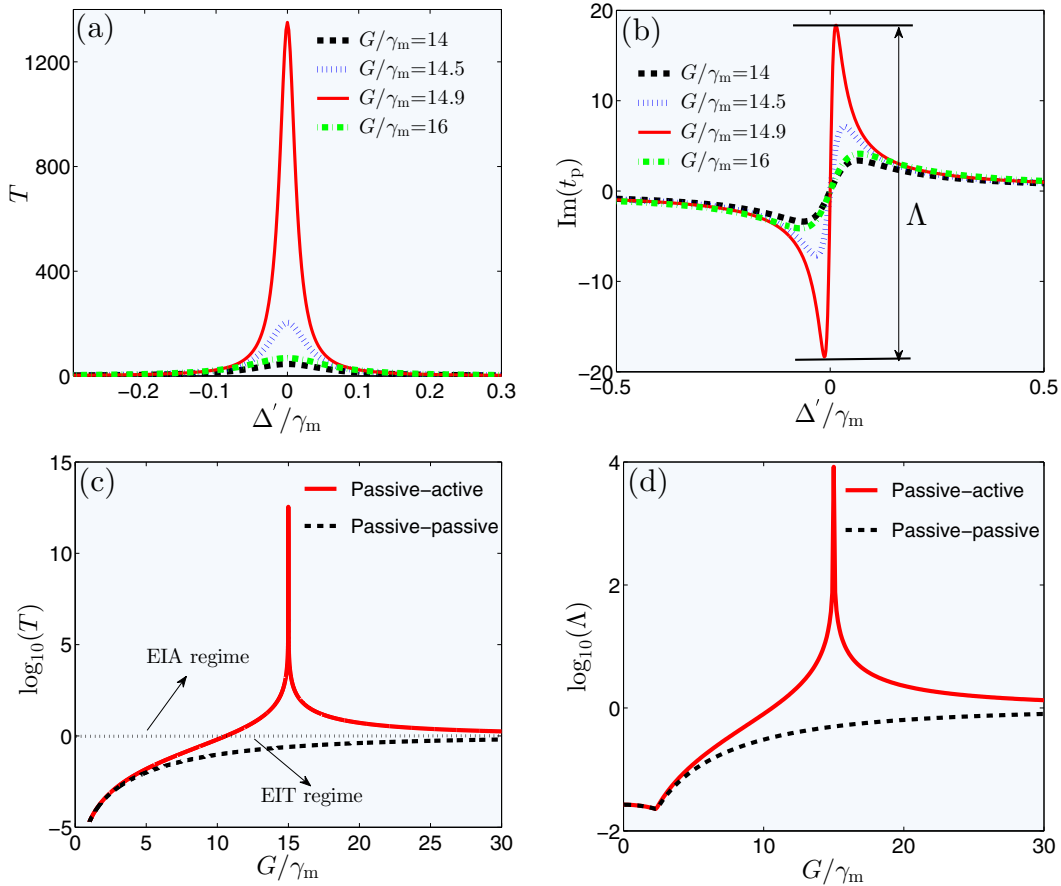 (a)
G/γm=14
G/γm=14.5
G/γm=14.9
G/γm=16
1200
800
400
0
T
−0.2
−0.1
0
0.1
0.2
0.3
Δ′/γm
(b)
G/γm=14
G/γm=14.5
G/γm=14.9
G/γm=16
Λ
20
10
0
−10
−20
Im(tp)
−0.5
0
0.5
Δ′/γm
(c)
Passive−active
Passive−passive
EIA regime
EIT regime
15
10
5
0
−5
log10(T)
0
5
10
15
20
25
30
G/γm
(d)
Passive−active
Passive−passive
4
2
0
−2
log10(Λ)
0
10
20
30
G/γm